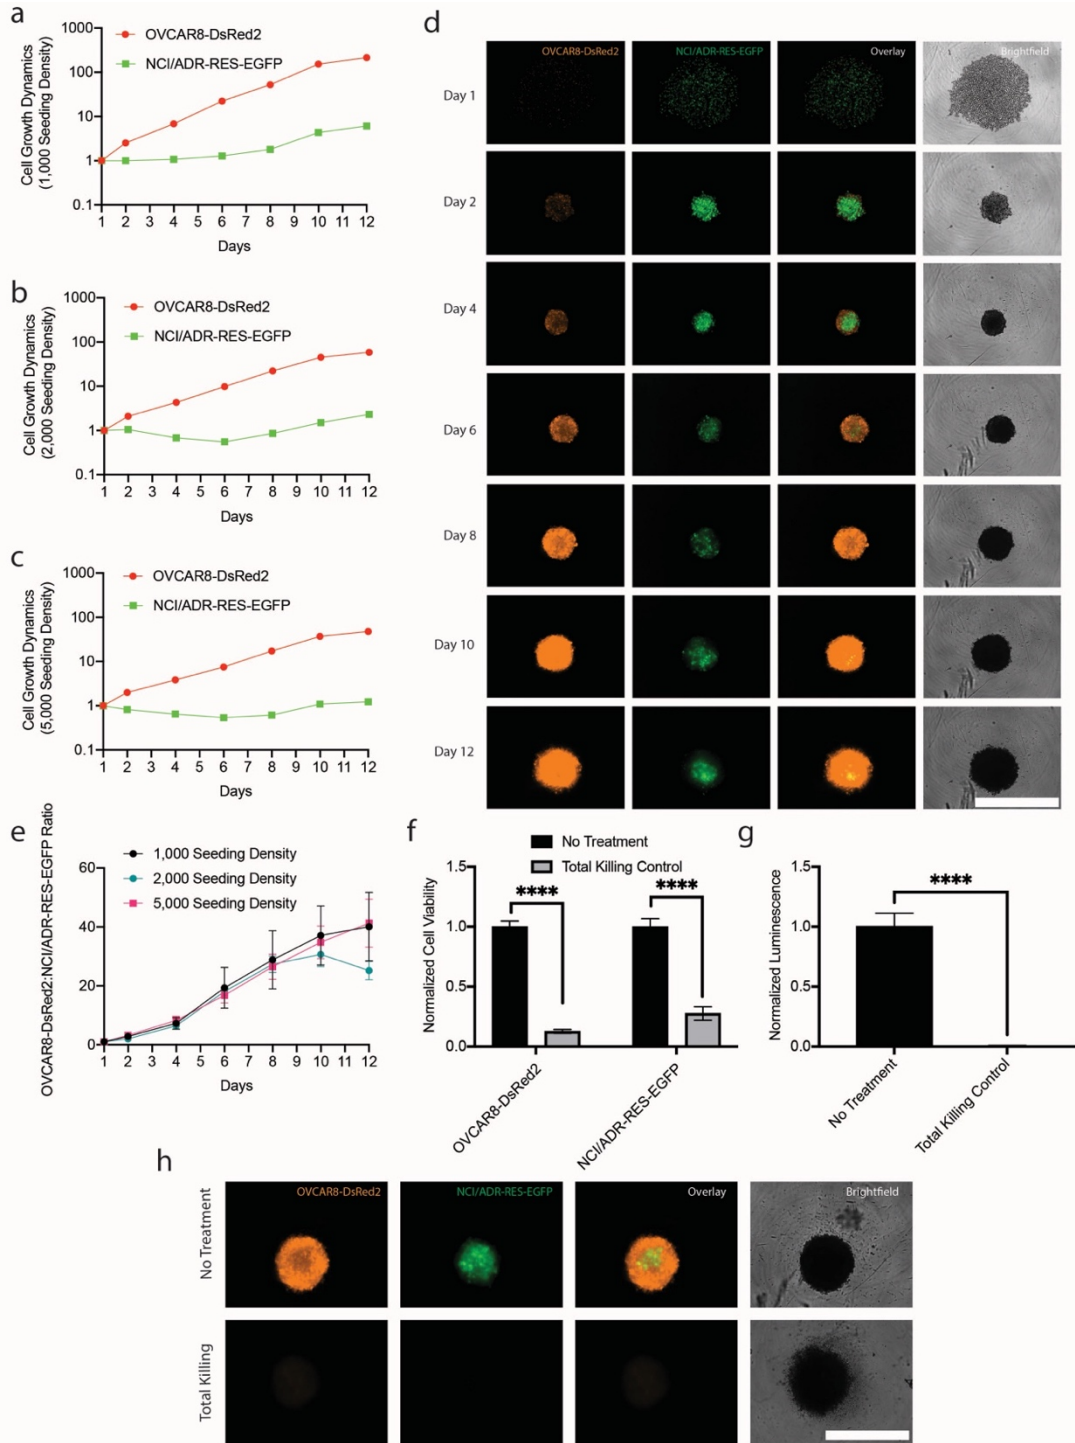 a
1000
100
10
1
0.1
Cell Growth Dynamics
(1,000 Seeding Density)
OVCAR8-DsRed2
NCI/ADR-RES-EGFP
1 2 3 4 5 6 7 8 9 10 11 12
Days
b
1000
100
10
1
0.1
Cell Growth Dynamics
(2,000 Seeding Density)
OVCAR8-DsRed2
NCI/ADR-RES-EGFP
1 2 3 4 5 6 7 8 9 10 11 12
Days
c
1000
100
10
1
0.1
Cell Growth Dynamics
(5,000 Seeding Density)
OVCAR8-DsRed2
NCI/ADR-RES-EGFP
1 2 3 4 5 6 7 8 9 10 11 12
Days
d
OVCAR8-DsRed2 NCI/ADR-RES-EGFP Overlay Brightfield
Day 1
Day 2
Day 4
Day 6
Day 8
Day 10
Day 12
e
OVCAR8-DsRed2:NCI/ADR-RES-EGFP Ratio
60
40
20
0
1,000 Seeding Density
2,000 Seeding Density
5,000 Seeding Density
1 2 3 4 5 6 7 8 9 10 11 12
Days
f
No Treatment
Total Killing Control
Normalized Cell Viability
1.5
1.0
0.5
0.0
**** ****
OVCAR8-DsRed2
NCI/ADR-RES-EGFP
g
Normalized Luminescence
1.5
1.0
0.5
0.0
****
No Treatment
Total Killing Control
h
OVCAR8-DsRed2 NCI/ADR-RES-EGFP Overlay Brightfield
No Treatment
Total Killing